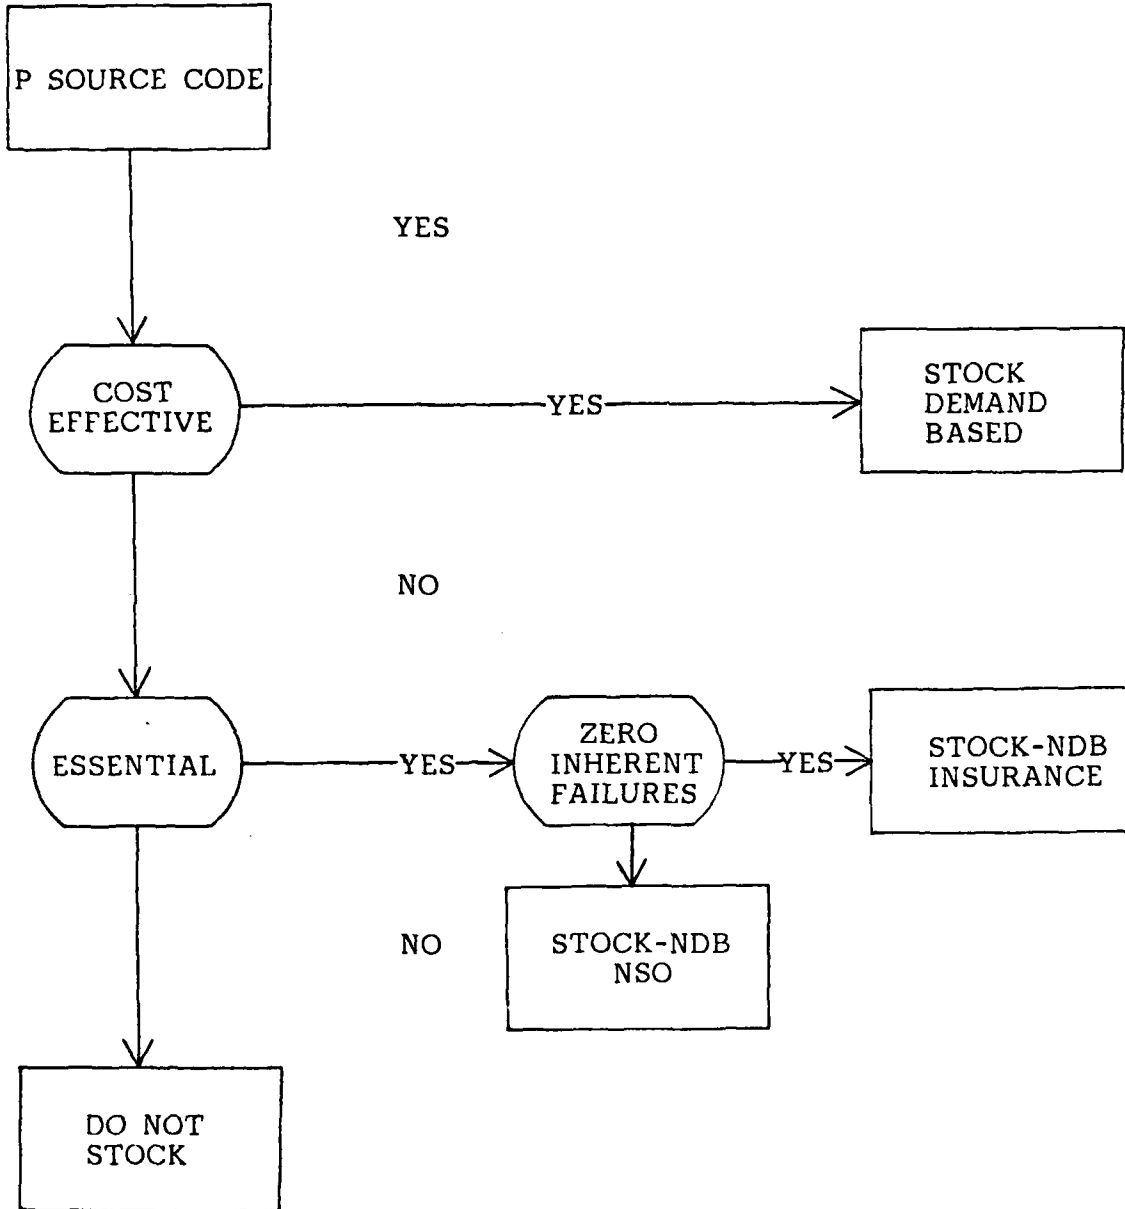 P SOURCE CODE
YES
COST
EFFECTIVE
YES
STOCK
DEMAND
BASED
NO
ESSENTIAL
YES
ZERO
INHERENT
FAILURES
YES
STOCK-NDB
INSURANCE
NO
STOCK-NDB
NSO
DO NOT
STOCK